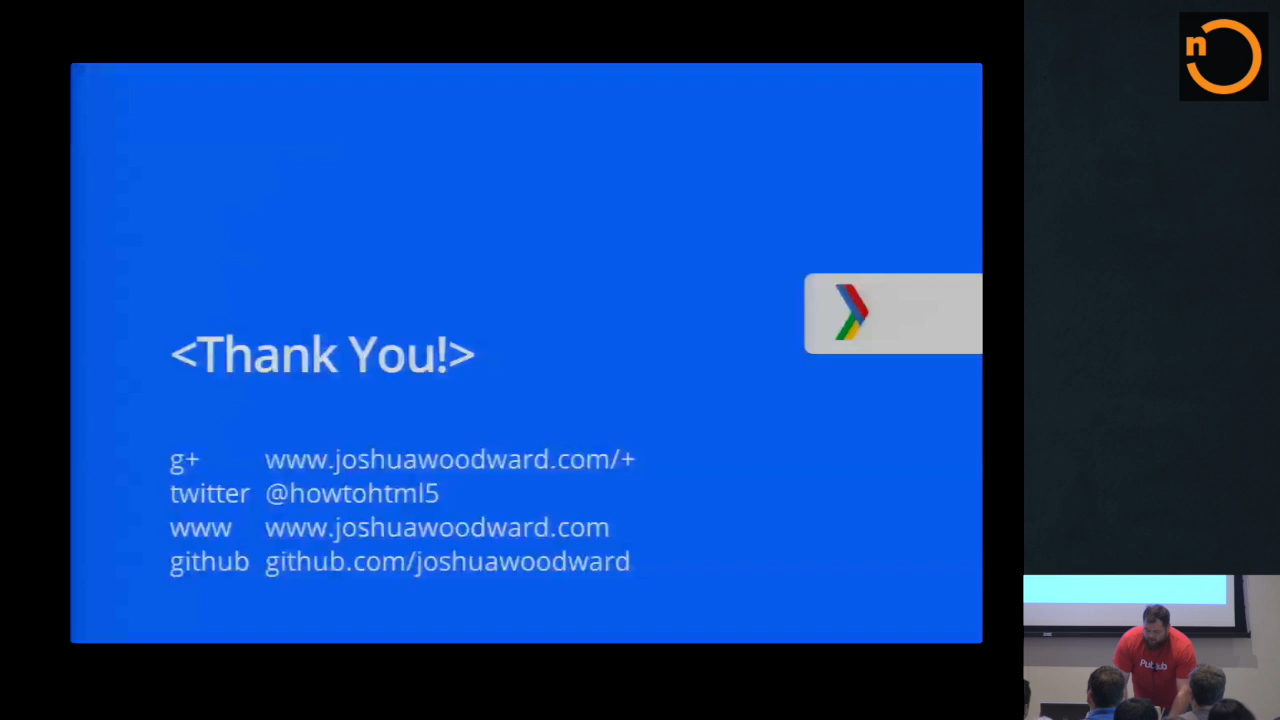 n
<Thank You!>
g+ www.joshuawoodward.com/+
twitter @howtohtml5
www www.joshuawoodward.com
github github.com/joshuawoodward